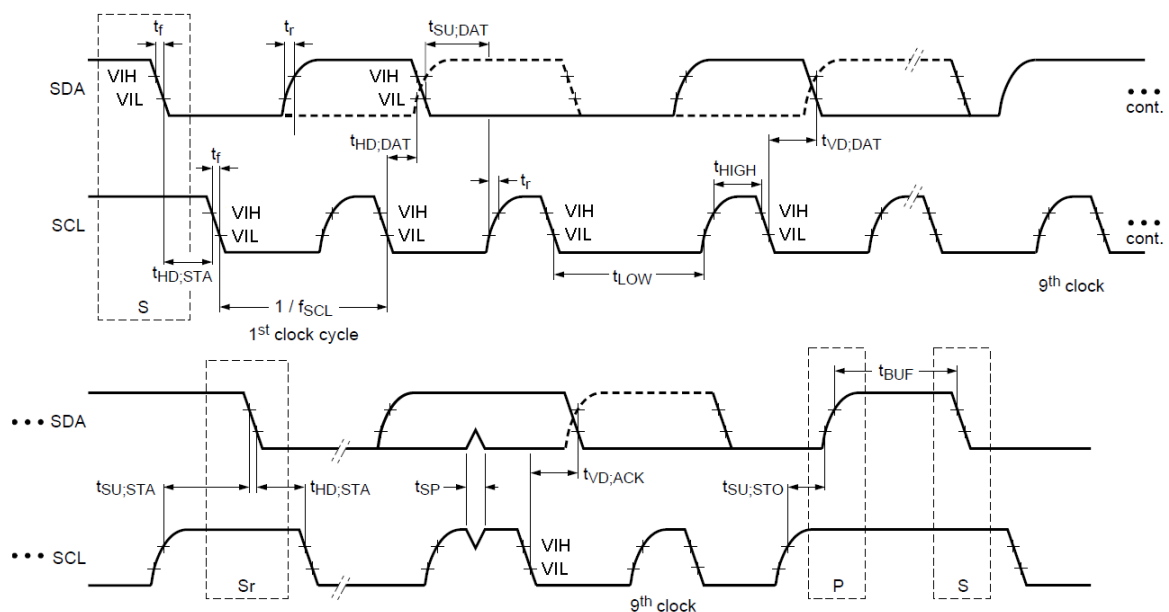 tf
tr
tSU;DAT
SDA
VIH
VIL
VIH
VIL
cont.
tHD;DAT
tVD;DAT
tf
tr
tHIGH
SCL
VIH
VIL
VIH
VIL
VIH
VIL
VIH
VIL
cont.
tHD;STA
tLOW
S
1 / fSCL
9th clock
1st clock cycle
tBUF
SDA
tSU;STA
tHD;STA
tSP
tVD;ACK
tSU;STO
SCL
VIH
VIL
Sr
9th clock
P
S